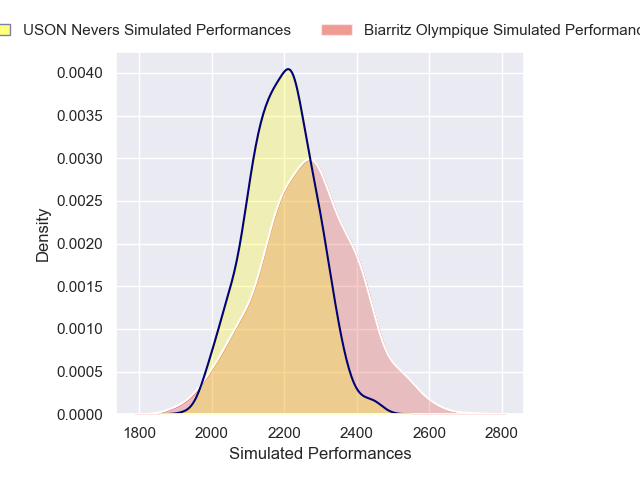 USON Nevers Simulated Performances Biarritz Olympique Simulated
0.0040
0.0035
0.0030
0.0025
0.0020
0.0015
0.0010
0.0005
0.0000
Density
1800 2000 2200 2400 2600 2800
Simulated Performances